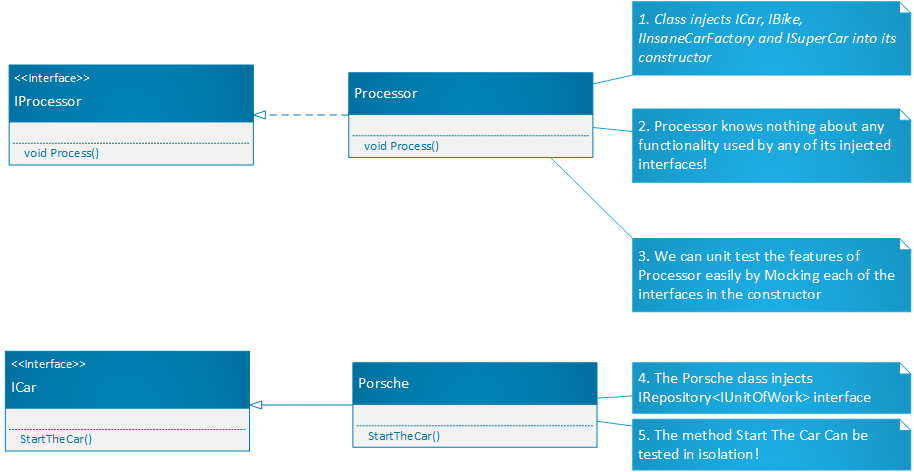 1. Class injects ICar, IBike,
IInsaneCarFactory and ISuperCar into its
constructor
<<Interface>>
IProcessor
void Process()
Processor
void Process()
2. Processor knows nothing about any
functionality used by any of its injected
interfaces!
3. We can unit test the features of
Processor easily by Mocking each of the
interfaces in the constructor
<<Interface>>
ICar
StartTheCar()
Porsche
StartTheCar()
4. The Porsche class injects
IRepository<IUnitOfWork> interface
5. The method Start The Car Can be
tested in isolation!